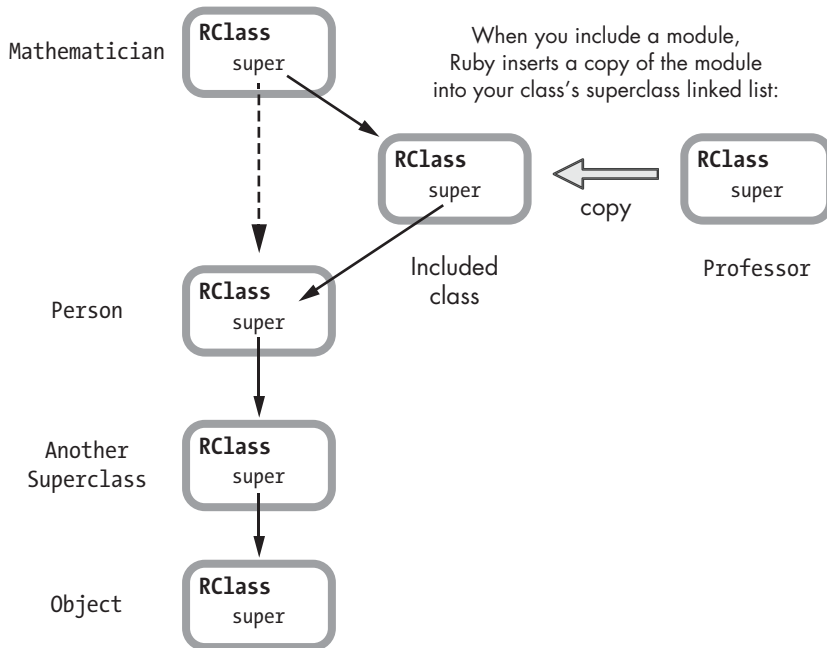 Mathematician
RClass
super
When you include a module,
Ruby inserts a copy of the module
into your class’s superclass linked list:
RClass
super
copy
RClass
super
Included
class
Professor
Person
RClass
super
Another
Superclass
RClass
super
Object
RClass
super